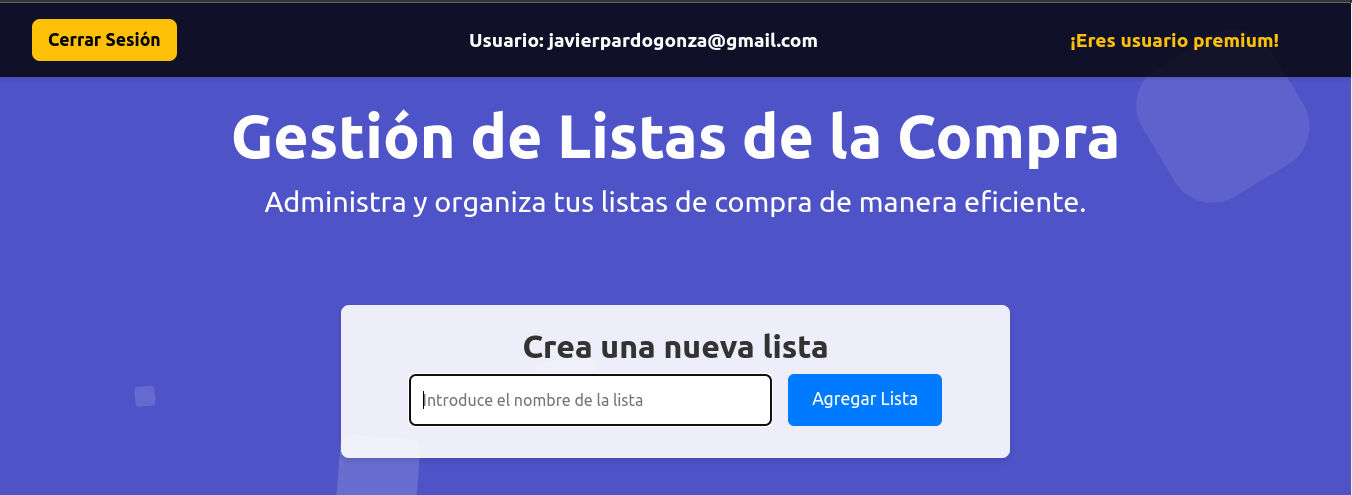 Cerrar Sesión
Usuario: javierpardogonza@gmail.com
¡Eres usuario premium!
Gestión de Listas de la Compra
Administra y organiza tus listas de compra de manera eficiente.
Crea una nueva lista
Introduce el nombre de la lista
Agregar Lista